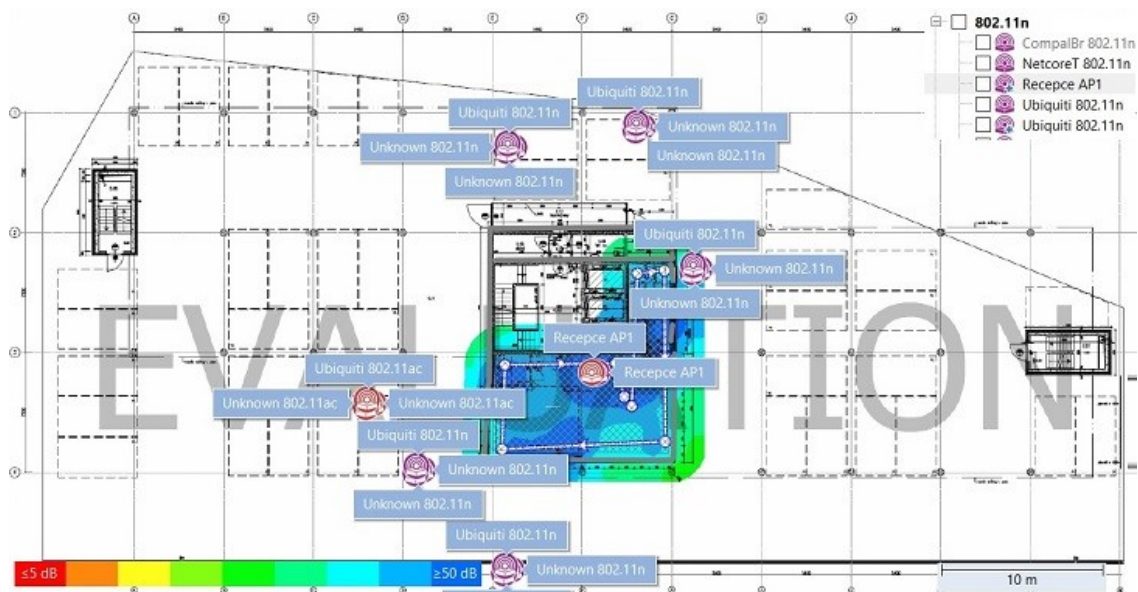 802.11n
CompalBr 802.11n
NetcoreT 802.11n
Recepce AP1
Ubiquiti 802.11n
Ubiquiti 802.11n
Ubiquiti 802.11n
Ubiquiti 802.11n
Unknown 802.11n
Unknown 802.11n
Unknown 802.11n
Unknown 802.11n
Ubiquiti 802.11n
Unknown 802.11n
Unknown 802.11n
EVALUATION
Recepce AP1
Recepce AP1
Ubiquiti 802.11ac
Unknown 802.11ac
Unknown 802.11ac
Ubiquiti 802.11n
Unknown 802.11n
Unknown 802.11n
Ubiquiti 802.11n
Unknown 802.11n
≤5 dB
≥50 dB
10 m